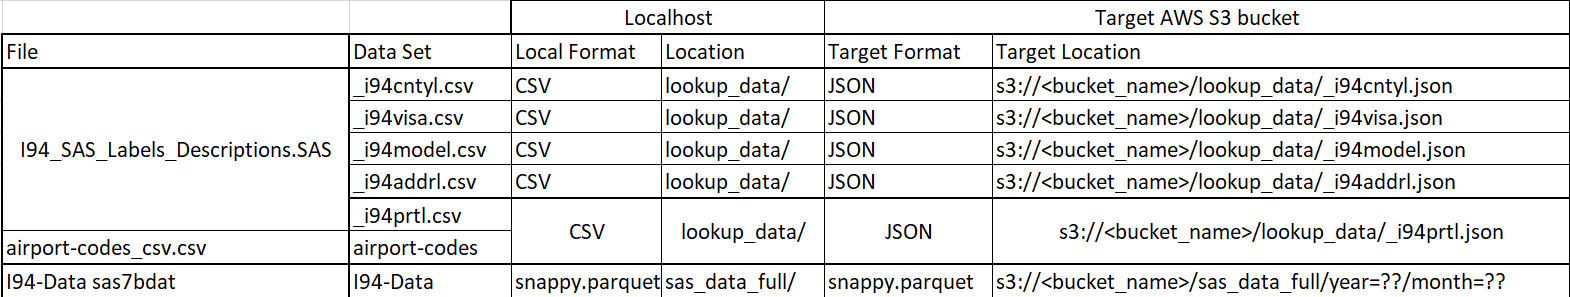 Localhost Target AWS S3 bucket
File Data Set Local Format Location Target Format Target Location
_i94cntyl.csv CSV lookup_data/ JSON s3://<bucket_name>/lookup_data/_i94cntyl.json
_i94visa.csv CSV lookup_data/ JSON s3://<bucket_name>/lookup_data/_i94visa.json
I94_SAS_Labels_Descriptions.SAS _i94model.csv CSV lookup_data/ JSON s3://<bucket_name>/lookup_data/_i94model.json
_i94addrl.csv CSV lookup_data/ JSON s3://<bucket_name>/lookup_data/_i94addrl.json
_i94prtl.csv
CSV lookup_data/ JSON s3://<bucket_name>/lookup_data/_i94prtl.json
airport-codes_csv.csv airport-codes
I94-Data sas7bdat I94-Data snappy.parquet sas_data_full/ snappy.parquet s3://<bucket_name>/sas_data_full/year=??/month=??